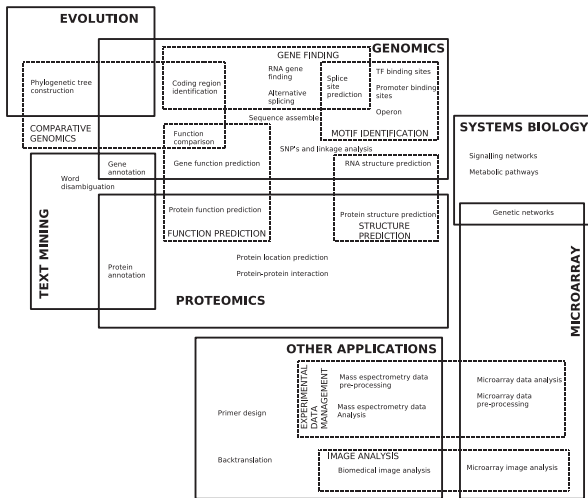 EVOLUTION
GENOMICS
GENE FINDING
Phylogenetic tree
construction
Coding region
identification
RNA gene
finding
Alternative
splicing
Splice
site
prediction
TF binding sites
Promoter binding
sites
Operon
Sequence assemble
COMPARATIVE
GENOMICS
Function
comparison
MOTIF IDENTIFICATION
SYSTEMS BIOLOGY
SNP's and linkage analysis
Signalling networks
Metabolic pathways
Gene
annotation
Gene function prediction
RNA structure prediction
Word
disambiguation
Genetic networks
Protein function prediction
Protein structure prediction
FUNCTION PREDICTION
STRUCTURE
PREDICTION
TEXT MINING
MICROARRAY
Protein
annotation
Protein location prediction
Protein-protein interaction
PROTEOMICS
OTHER APPLICATIONS
EXPERIMENTAL
DATA
MANAGEMENT
Mass espectrometry data
pre-processing
Microarray data analysis
Microarray data
pre-processing
Primer design
Mass espectrometry data
Analysis
IMAGE ANALYSIS
Backtranslation
Biomedical image analysis
Microarray image analysis